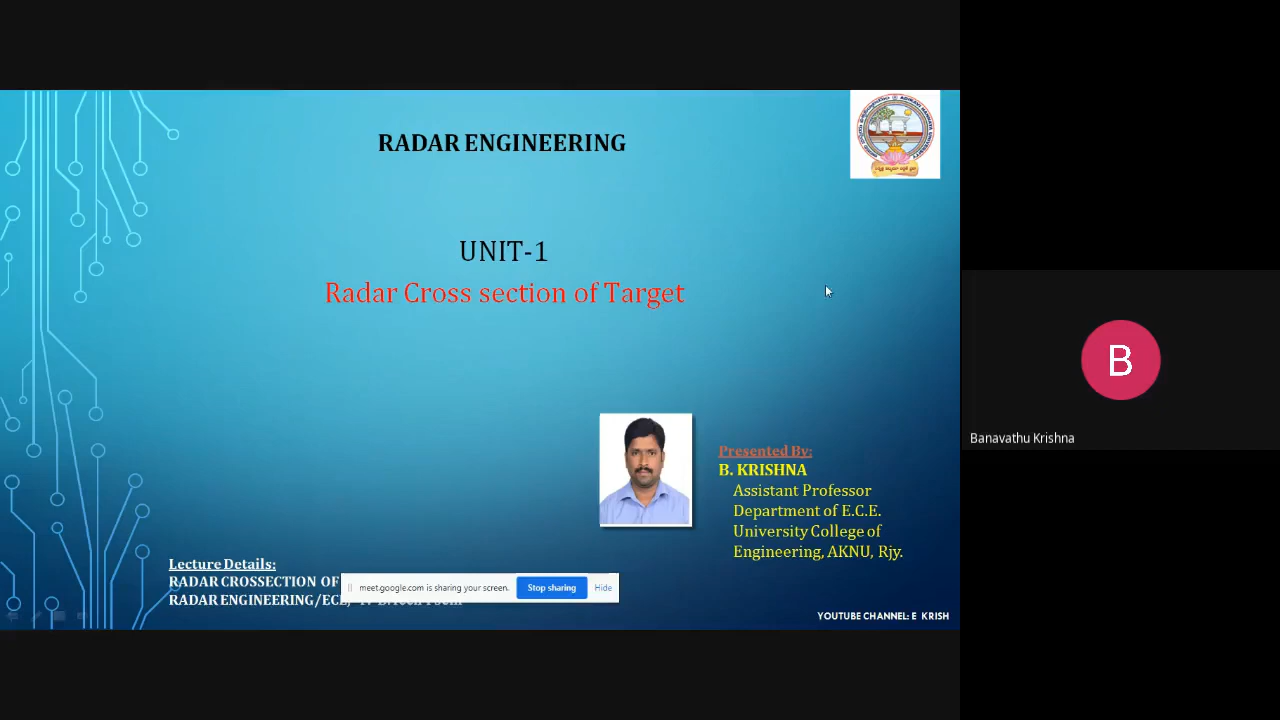 RADAR ENGINEERING
UNIT-1
Radar Cross section of Target
Presented By:
B. KRISHNA
Assistant Professor
Department of E.C.E.
University College of
Engineering, AKNU, Rjy.
Lecture Details:
RADAR CROSSECTION OF
RADAR ENGINEERING/ECE/
meet.google.com is sharing your screen.
Stop sharing
Hide
YOUTUBE CHANNEL: E KRISH
B
Banavathu Krishna